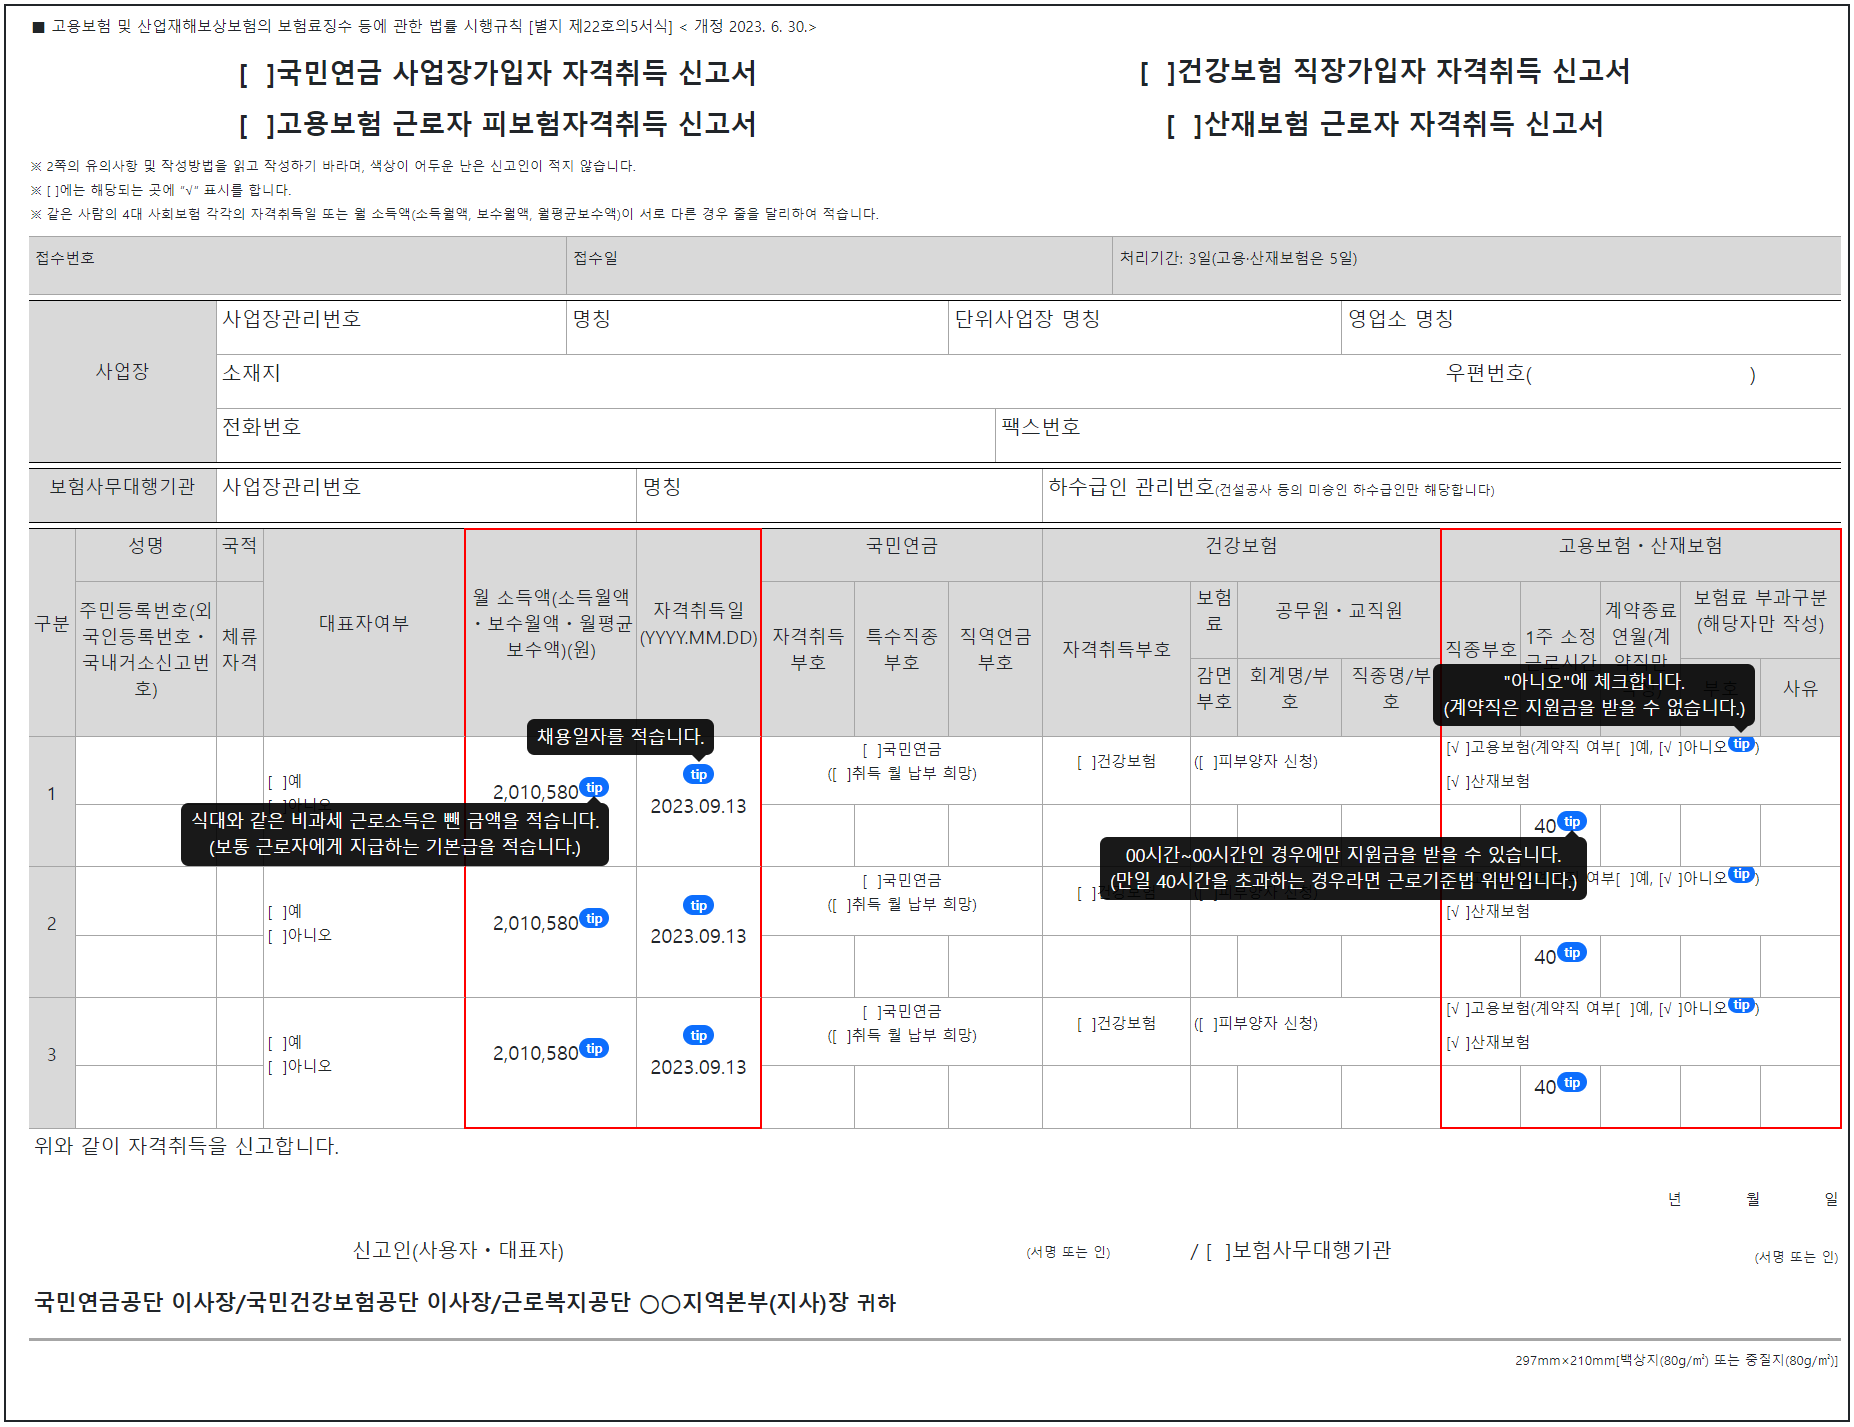 ■ 고용보험 및 산업재해보상보험의 보험료징수 등에 관한 법률 시행규칙 [별지 제22호의5서식] < 개정 2023. 6. 30.>
[ ]국민연금 사업장가입자 자격취득 신고서
[ ]건강보험 직장가입자 자격취득 신고서
[ ]고용보험 근로자 피보험자격취득 신고서
[ ]산재보험 근로자 자격취득 신고서
※ 2쪽의 유의사항 및 작성방법을 읽고 작성하기 바라며, 색상이 어두운 난은 신고인이 적지 않습니다.
※ [ ]에는 해당되는 곳에 "√" 표시를 합니다.
※ 같은 사람의 4대 사회보험 각각의 자격취득일 또는 월 소득액(소득월액, 보수월액, 월평균보수액)이 서로 다른 경우 줄을 달리하여 적습니다.
접수번호
접수일
처리기간: 3일(고용·산재보험은 5일)
사업장
사업장관리번호
명칭
단위사업장 명칭
영업소 명칭
소재지
우편번호( )
전화번호
팩스번호
보험사무대행기관
사업장관리번호
명칭
하수급인 관리번호(건설공사 등의 미승인 하수급인만 해당합니다)
구분
성명
주민등록번호(외
국인등록번호·
국내거소신고번
호)
국적
체류
자격
대표자여부
월 소득액(소득월액
·보수월액·월평균
보수액)(원)
자격취득일
(YYYY.MM.DD)
국민연금
자격취득
부호
특수직종
부호
직역연금
부호
건강보험
자격취득부호
보험
료
감면
부호
공무원·교직원
회계명/부
호
직종명/부
호
고용보험·산재보험
직종부호
1주 소정
근로시간
계약종료
연월(계
약직만
보험료 부과구분
(해당자만 작성)
부호
사유
"아니오"에 체크합니다.
(계약직은 지원금을 받을 수 없습니다.)
채용일자를 적습니다.
1
[ ]예
[ ]아니오
2,010,580 tip
tip
2023.09.13
[ ]국민연금
([ ]취득 월 납부 희망)
[ ]건강보험
([ ]피부양자 신청)
[√ ]고용보험(계약직 여부[ ]예, [√ ]아니오 tip )
[√ ]산재보험
40 tip
식대와 같은 비과세 근로소득은 뺀 금액을 적습니다.
(보통 근로자에게 지급하는 기본급을 적습니다.)
00시간~00시간인 경우에만 지원금을 받을 수 있습니다.
(만일 40시간을 초과하는 경우라면 근로기준법 위반입니다.)
2
[ ]예
[ ]아니오
2,010,580 tip
tip
2023.09.13
[ ]국민연금
([ ]취득 월 납부 희망)
[ ]건강보험
([ ]피부양자 신청)
여부[ ]예, [√ ]아니오 tip )
[√ ]산재보험
40 tip
3
[ ]예
[ ]아니오
2,010,580 tip
tip
2023.09.13
[ ]국민연금
([ ]취득 월 납부 희망)
[ ]건강보험
([ ]피부양자 신청)
[√ ]고용보험(계약직 여부[ ]예, [√ ]아니오 tip )
[√ ]산재보험
40 tip
위와 같이 자격취득을 신고합니다.
년 월 일
신고인(사용자·대표자) (서명 또는 인) / [ ]보험사무대행기관 (서명 또는 인)
국민연금공단 이사장/국민건강보험공단 이사장/근로복지공단 ○○지역본부(지사)장 귀하
297mm×210mm[백상지(80g/㎡) 또는 중질지(80g/㎡)]